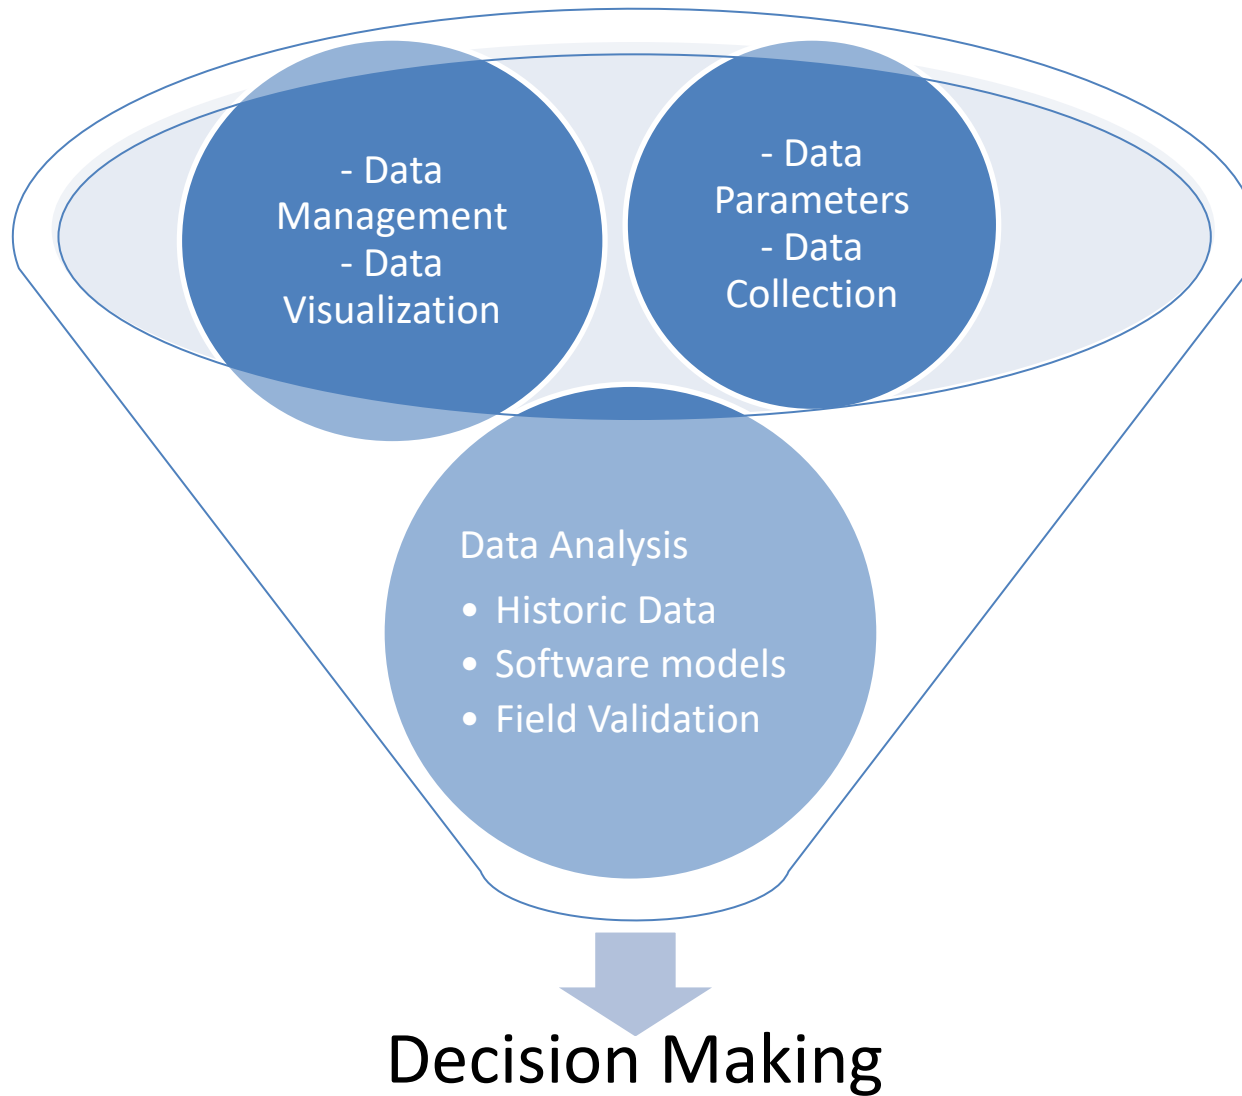 - Data
Management
- Data
Visualization
- Data
Parameters
- Data
Collection
Data Analysis
• Historic Data
• Software models
• Field Validation
Decision Making